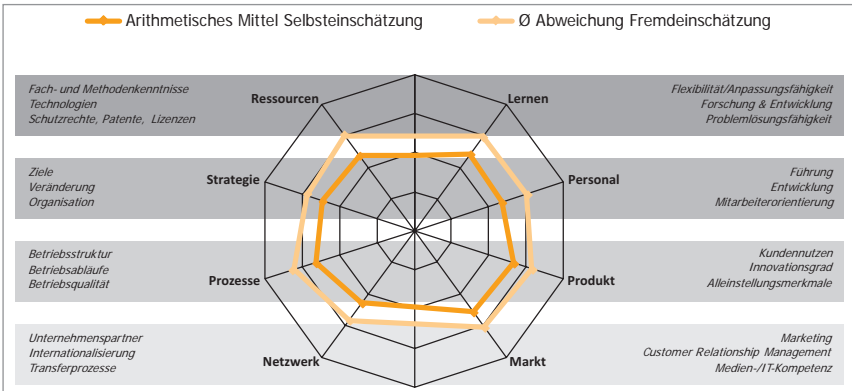 Arithmetisches Mittel Selbsteinschätzung
Ø Abweichung Fremdeinschätzung
Fach- und Methodenkenntnisse
Technologien
Schutzrechte, Patente, Lizenzen
Ressourcen
Lernen
Flexibilität/Anpassungsfähigkeit
Forschung & Entwicklung
Problemlösungsfähigkeit
Ziele
Veränderung
Organisation
Strategie
Personal
Führung
Entwicklung
Mitarbeiterorientierung
Betriebsstruktur
Betriebsabläufe
Betriebsqualität
Prozesse
Produkt
Kundennutzen
Innovationsgrad
Alleinstellungsmerkmale
Unternehmenspartner
Internationalisierung
Transferprozesse
Netzwerk
Markt
Marketing
Customer Relationship Management
Medien-/IT-Kompetenz